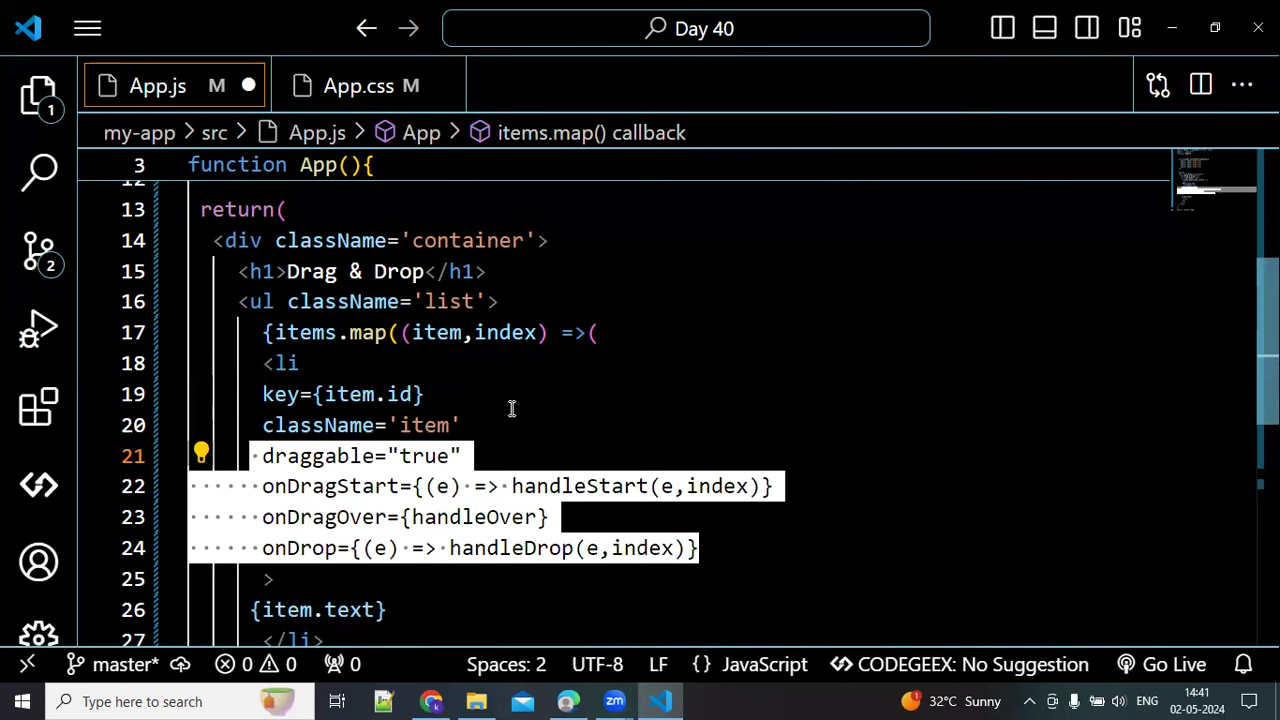 Day 40
App.js M
App.css M
my-app > src > App.js > App > items.map() callback
3 function App(){
12
13 return(
14 <div className='container'>
15 <h1>Drag & Drop</h1>
16 <ul className='list'>
17 {items.map((item,index) =>(
18 <li
19 key={item.id}
20 className='item'
21 draggable="true"
22 onDragStart={(e) => handleStart(e,index)}
23 onDragOver={handleOver}
24 onDrop={(e) => handleDrop(e,index)}
25 >
26 {item.text}
27 </li>
1
2
master* 0 0 0 Spaces: 2 UTF-8 LF {} JavaScript CODEGEEX: No Suggestion Go Live
Type here to search zm 32°C Sunny ENG 14:41
02-05-2024